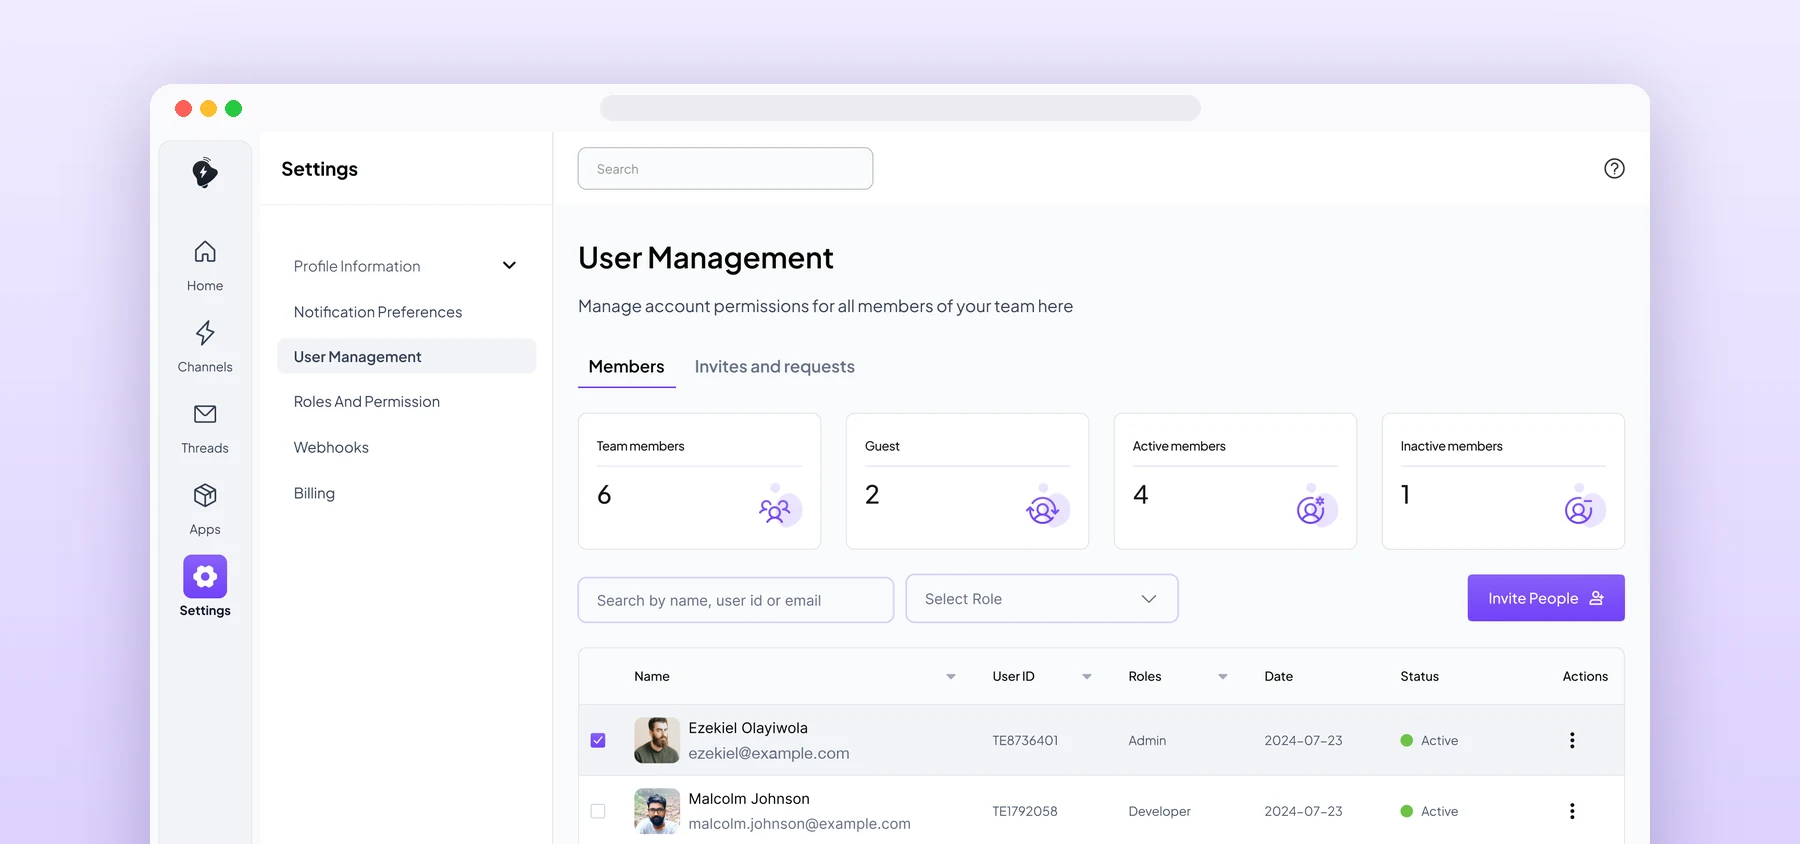 Settings
Search
Home
Channels
Threads
Apps
Settings
Profile Information
Notification Preferences
User Management
Roles And Permission
Webhooks
Billing
User Management
Manage account permissions for all members of your team here
Members
Invites and requests
Team members
6
Guest
2
Active members
4
Inactive members
1
Search by name, user id or email
Select Role
Invite People
Name
User ID
Roles
Date
Status
Actions
Ezekiel Olayiwola
ezekiel@example.com
TE8736401
Admin
2024-07-23
Active
Malcolm Johnson
malcolm.johnson@example.com
TE1792058
Developer
2024-07-23
Active